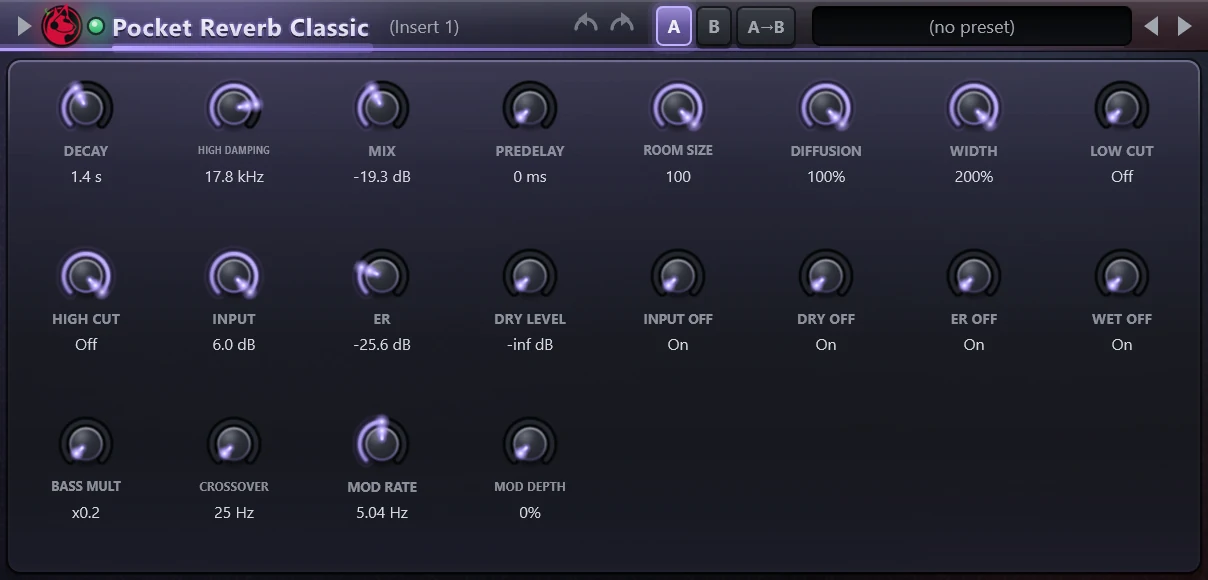 Pocket Reverb Classic (Insert 1) A B A→B (no preset)
DECAY HIGH DAMPING MIX PREDELAY ROOM SIZE DIFFUSION WIDTH LOW CUT
1.4 s 17.8 kHz -19.3 dB 0 ms 100 100% 200% Off
HIGH CUT INPUT ER DRY LEVEL INPUT OFF DRY OFF ER OFF WET OFF
Off 6.0 dB -25.6 dB -inf dB On On On On
BASS MULT CROSSOVER MOD RATE MOD DEPTH
x0.2 25 Hz 5.04 Hz 0%